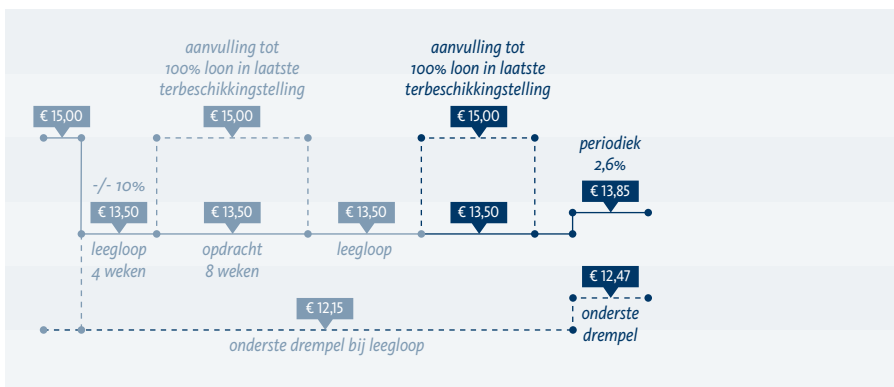 aanvulling tot
100% loon in laatste
terbeschikkingstelling
aanvulling tot
100% loon in laatste
terbeschikkingstelling
€ 15,00
€ 15,00
€ 15,00
periodiek
2,6%
-/- 10%
€ 13,50
€ 13,50
€ 13,50
€ 13,50
€ 13,85
leegloop
4 weken
opdracht
8 weken
leegloop
€ 12,15
onderste drempel bij leegloop
€ 12,47
onderste
drempel